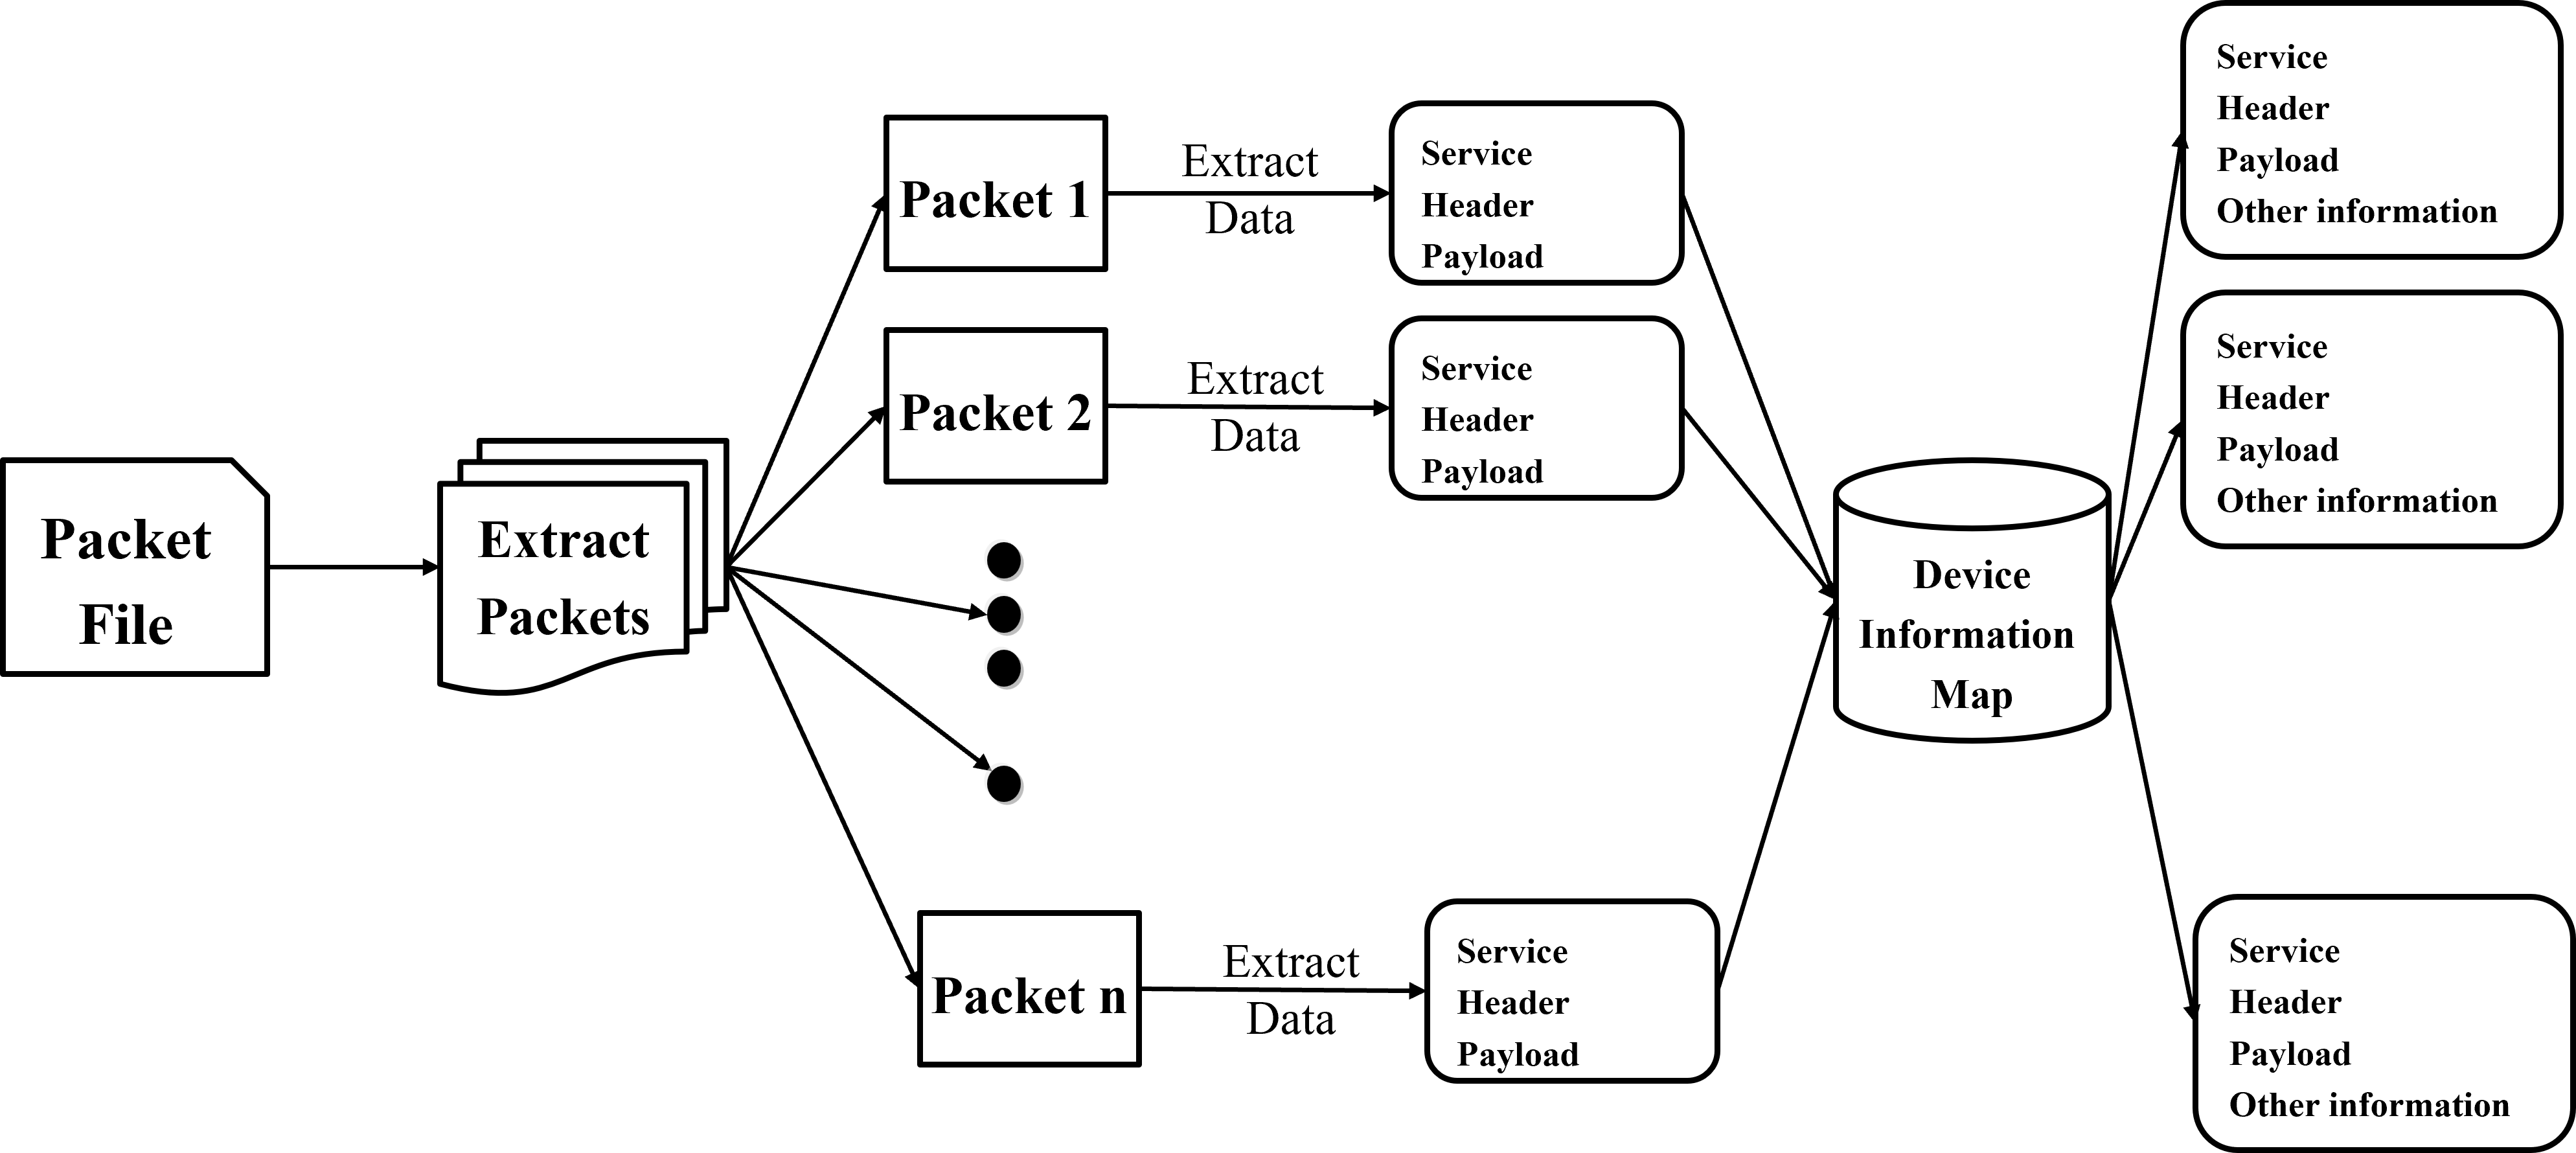 Packet
File
Extract
Packets
Packet 1
Extract
Data
Service
Header
Payload
Packet 2
Extract
Data
Service
Header
Payload
Packet n
Extract
Data
Service
Header
Payload
Device
Information
Map
Service
Header
Payload
Other information
Service
Header
Payload
Other information
Service
Header
Payload
Other information